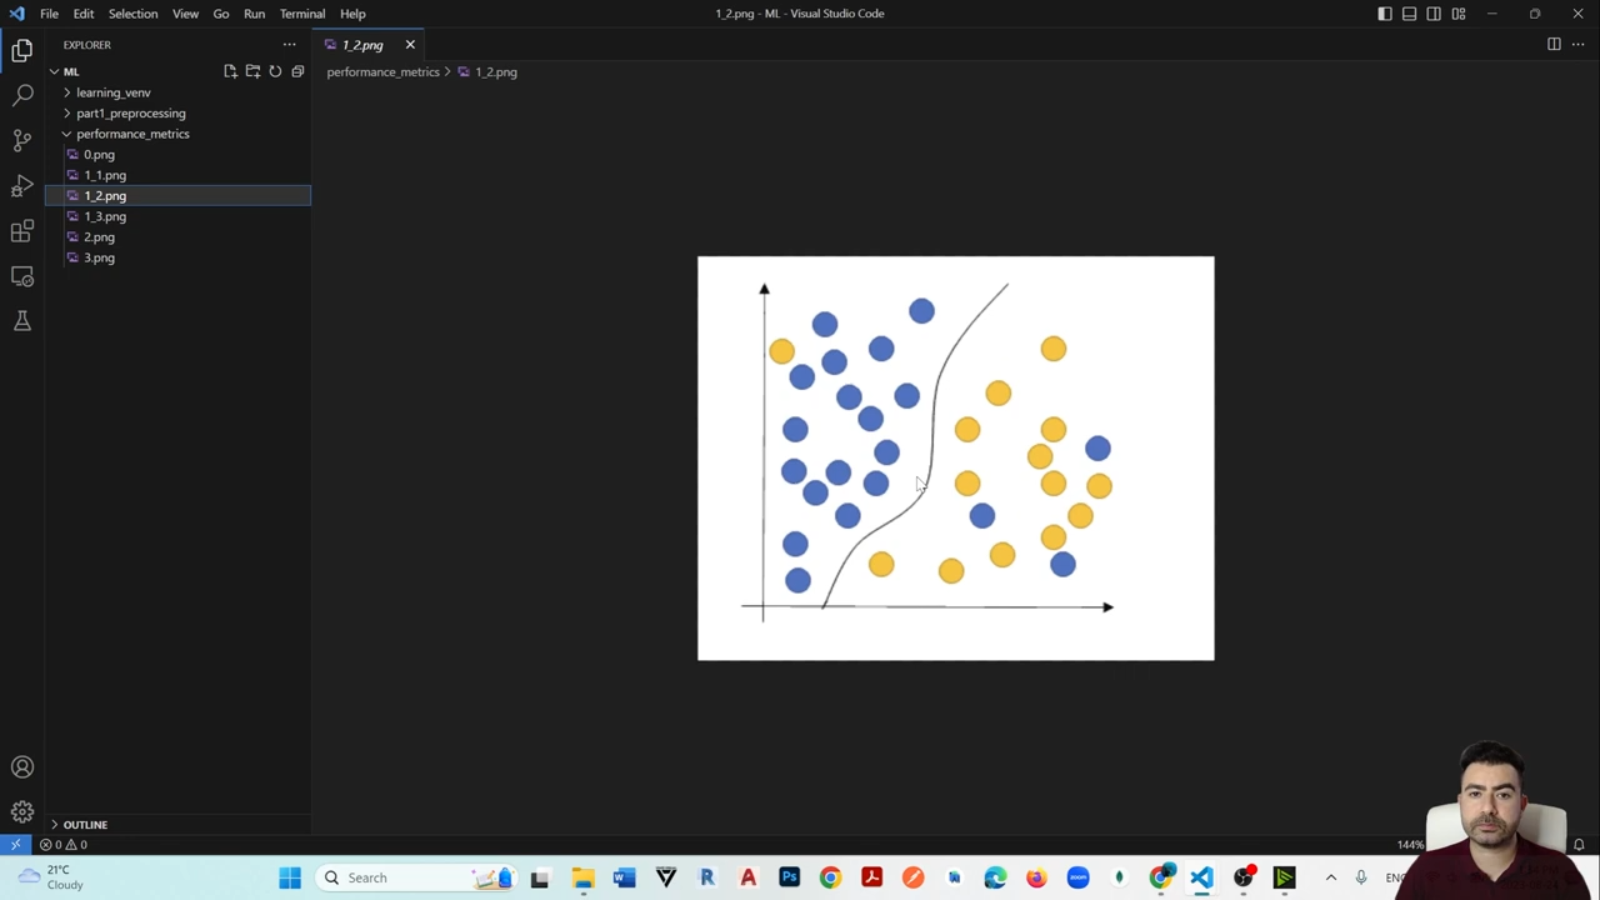 File Edit Selection View Go Run Terminal Help
1_2.png - ML - Visual Studio Code
EXPLORER
1_2.png
ML
performance_metrics > 1_2.png
learning_venv
part1_preprocessing
performance_metrics
0.png
1_1.png
1_2.png
1_3.png
2.png
3.png
OUTLINE
0 0
144%
21°C
Cloudy
Search
W
R
A
Ps
zoom
ENG